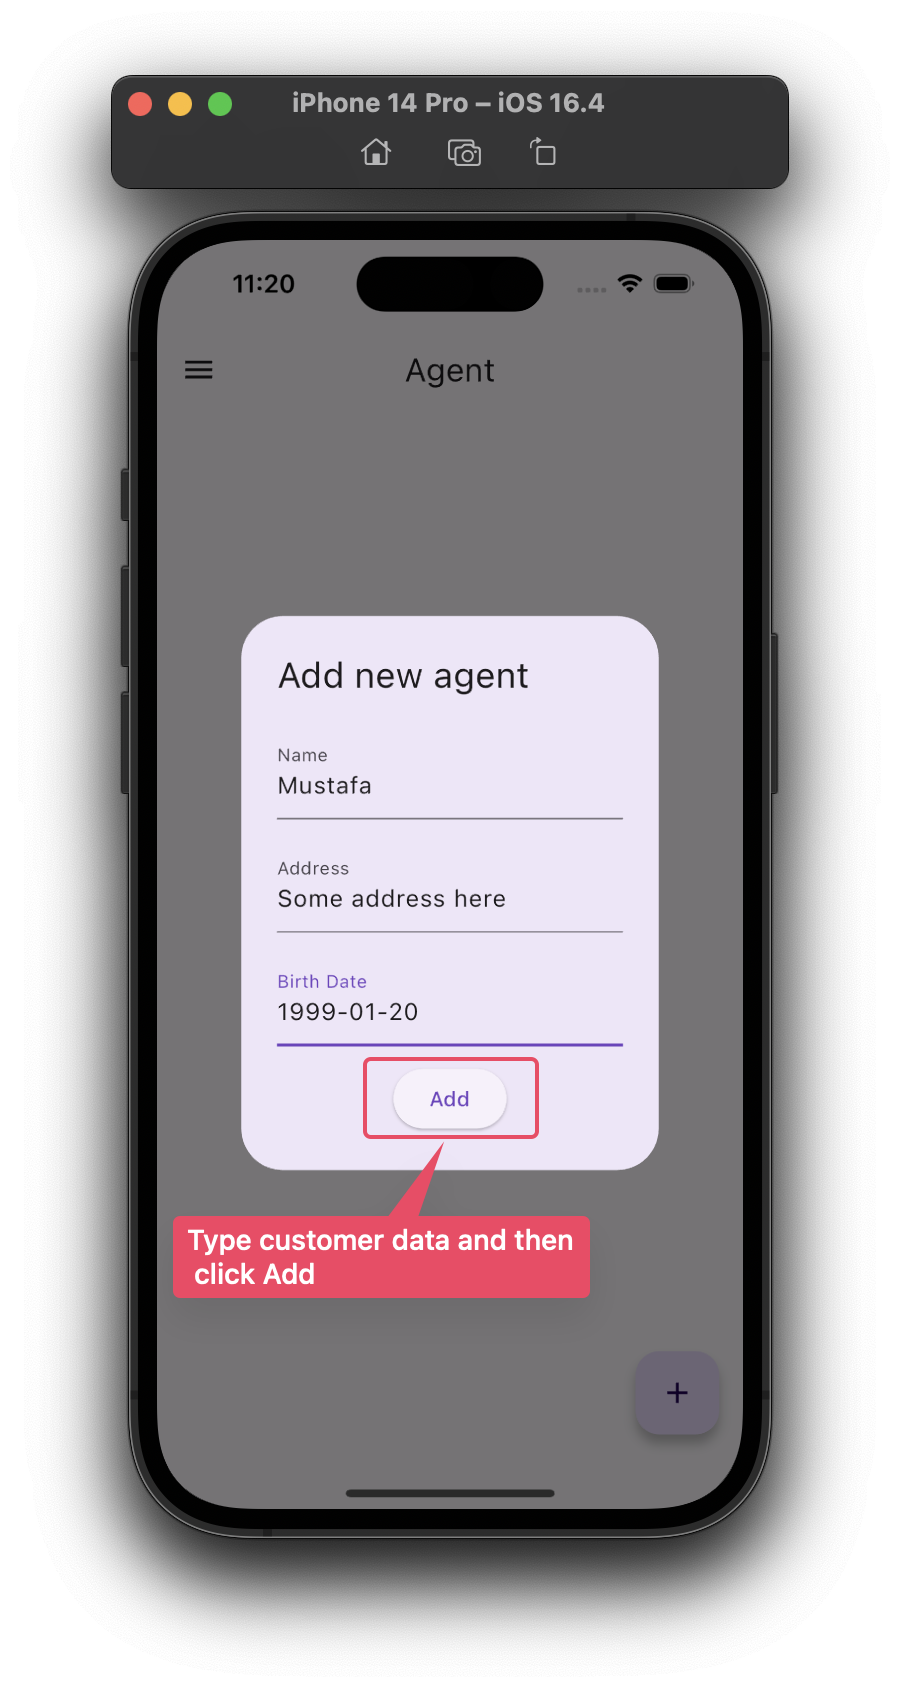 iPhone 14 Pro – iOS 16.4
11:20
Agent
Add new agent
Name
Mustafa
Address
Some address here
Birth Date
1999-01-20
Add
Type customer data and then
click Add
+